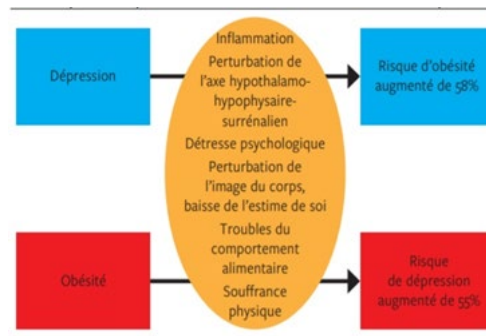 Dépression
Inflammation
Perturbation de
l'axe hypothalamo-
hypophysaire-
surrénalien
Détresse psychologique
Perturbation de
l'image du corps,
baisse de l'estime de soi
Troubles du
comportement
alimentaire
Souffrance
physique
Risque d'obésité
augmenté de 58%
Obésité
Risque
de dépression
augmenté de 55%